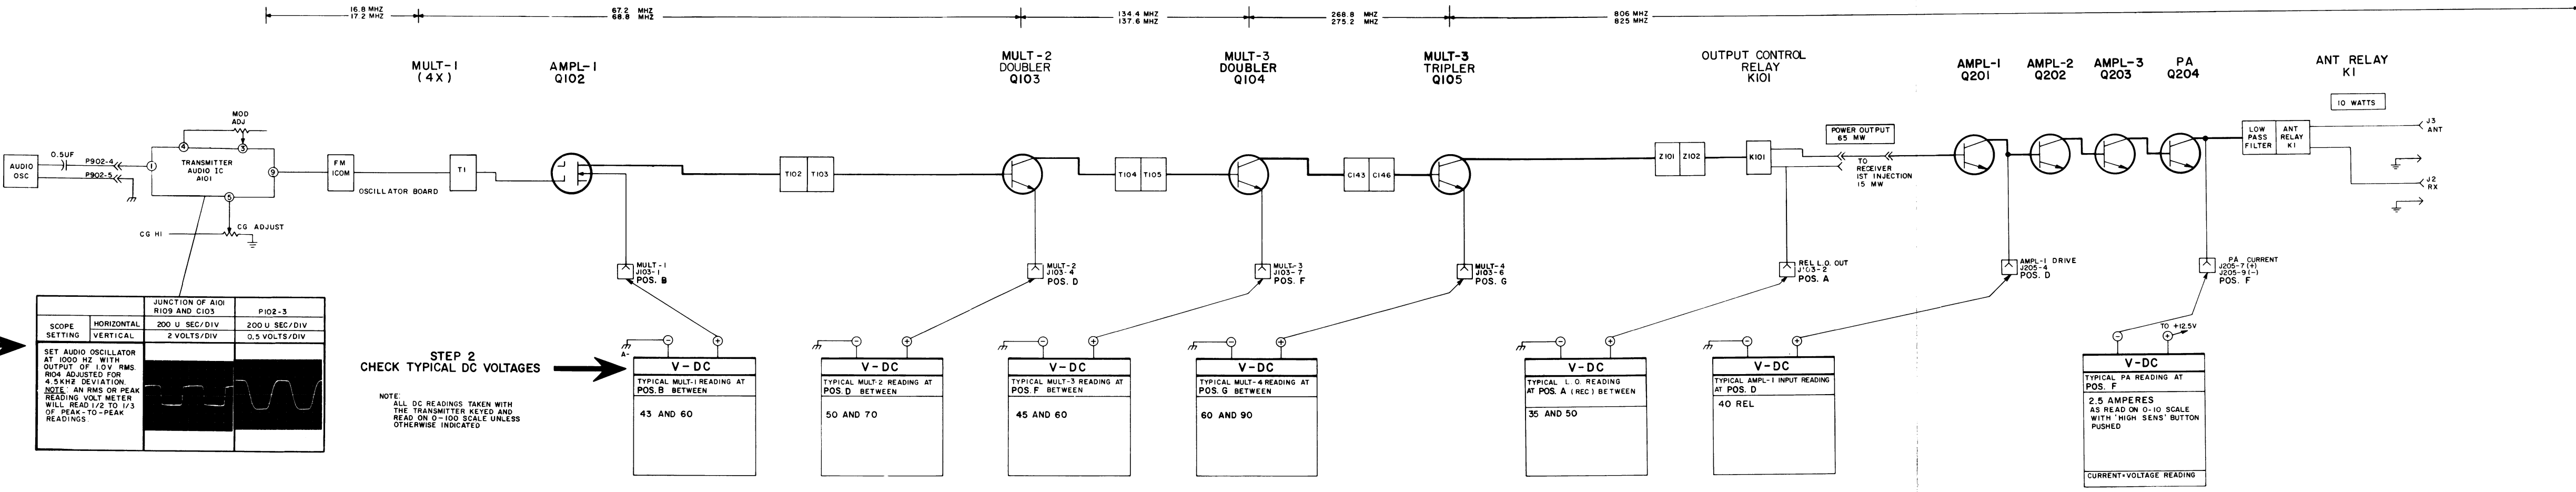 16.8 MHZ
17.2 MHZ
67.2 MHZ
68.8 MHZ
134.4 MHZ
137.6 MHZ
268.8 MHZ
275.2 MHZ
806 MHZ
825 MHZ
MULT-1
(4X)
AMPL-1
Q102
MULT-2
DOUBLER
Q103
MULT-3
DOUBLER
Q104
MULT-3
TRIPLER
Q105
OUTPUT CONTROL
RELAY
K101
AMPL-1
Q201
AMPL-2
Q202
AMPL-3
Q203
PA
Q204
ANT RELAY
K1
10 WATTS
MOD
ADJ
AUDIO
OSC
0.5UF
P902-4
P902-5
1
4
3
TRANSMITTER
AUDIO IC
A101
9
5
CG HI
CG ADJUST
FM
ICOM
OSCILLATOR BOARD
T1
T102
T103
T104
T105
C143
C146
Z101
Z102
K101
POWER OUTPUT
65 MW
TO
RECEIVER
IST INJECTION
15 MW
LOW
PASS
FILTER
ANT
RELAY
K1
J3
ANT
J2
RX
MULT-1
J103-1
POS. B
MULT-2
J103-4
POS. D
MULT-3
J103-7
POS. F
MULT-4
J103-6
POS. G
REL L.O. OUT
J103-2
POS. A
AMPL-1 DRIVE
J205-4
POS. D
PA CURRENT
J205-7 (+)
J205-9 (-)
POS. F
JUNCTION OF A101
R109 AND C103
P102-3
SCOPE
SETTING
HORIZONTAL
200 U SEC/DIV
200 U SEC/DIV
VERTICAL
2 VOLTS/DIV
0.5 VOLTS/DIV
SET AUDIO OSCILLATOR
AT 1000 HZ WITH
OUTPUT OF 1.0V RMS.
R104 ADJUSTED FOR
4.5KHZ DEVIATION.
NOTE: AN RMS OR PEAK
READING VOLT METER
WILL READ 1/2 TO 1/3
OF PEAK-TO-PEAK
READINGS.
STEP 2
CHECK TYPICAL DC VOLTAGES
NOTE:
ALL DC READINGS TAKEN WITH
THE TRANSMITTER KEYED AND
READ ON 0-100 SCALE UNLESS
OTHERWISE INDICATED
A-
V-DC
TYPICAL MULT-1 READING AT
POS. B BETWEEN
43 AND 60
V-DC
TYPICAL MULT-2 READING AT
POS. D BETWEEN
50 AND 70
V-DC
TYPICAL MULT-3 READING AT
POS. F BETWEEN
45 AND 60
V-DC
TYPICAL MULT-4 READING AT
POS. G BETWEEN
60 AND 90
V-DC
TYPICAL L.O. READING
AT POS. A (REC) BETWEEN
35 AND 50
V-DC
TYPICAL AMPL-1 INPUT READING
AT POS. D
40 REL
TO +12.5V
V-DC
TYPICAL PA READING AT
POS. F
2.5 AMPERES
AS READ ON 0-10 SCALE
WITH 'HIGH SENS' BUTTON
PUSHED
CURRENT=VOLTAGE READING